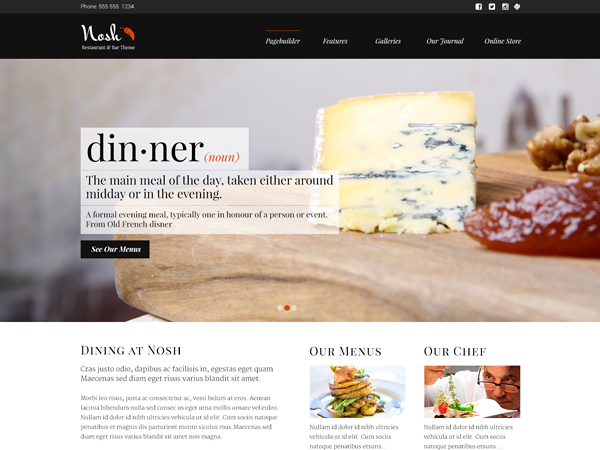 Phone: 555 555 1234
Nosh
Restaurant & Bar Theme
Pagebuilder Features Galleries Our Journal Online Store
din·ner (noun)
The main meal of the day, taken either around
midday or in the evening.
A formal evening meal, typically one in honour of a person or event.
From Old French disner
See Our Menus
Dining at Nosh
Cras justo odio, dapibus ac facilisis in, egestas eget quam
Maecenas sed diam eget risus varius blandit sit amet.
Morbi leo risus, porta ac consectetur ac, vesti bulum at eros. Aenean
lacinia bibendum nulla sed consec us eget urna mollis ornare vel euleo.
Nullam id dolor id nibh ultricies vehicula ut id elit. Cum sociis natoque
penatibus et magnis dis parturient monte sculus mus.Maecenas sed
diam eget risus varius blandit sit amet non magna.
Our Menus
Nullam id dolor id nibh ultricies
vehicula ut id elit. Cum sociis
natoque penatibus etsuns...
Our Chef
Nullam id dolor id nibh ultricies
vehicula ut id elit. Cum sociis
natoque penatibus etsuns...